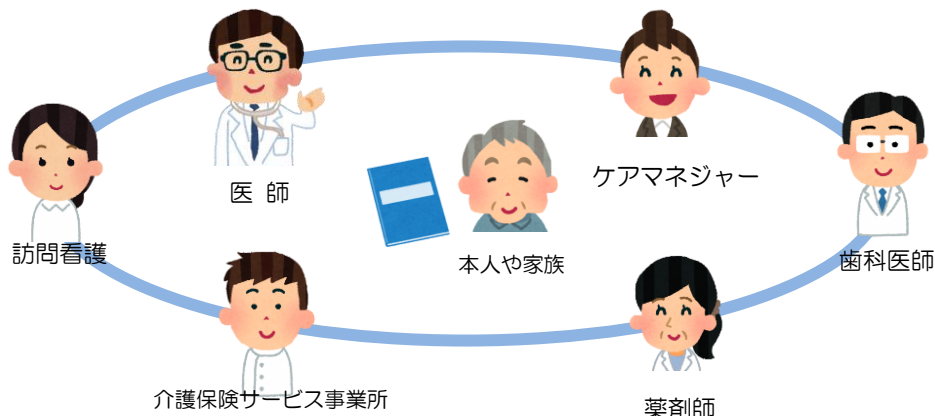 医 師
ケアマネジャー
訪問看護
本人や家族
歯科医師
介護保険サービス事業所
薬剤師